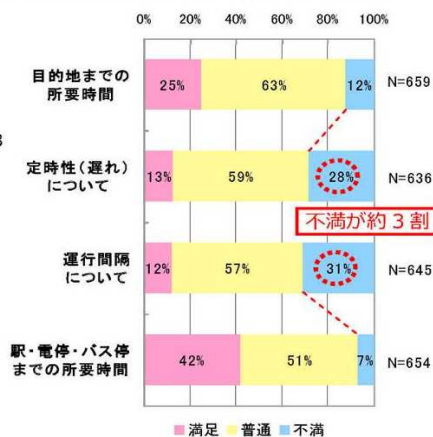 0% 20% 40% 60% 80% 100%
目的地までの
所要時間
25% 63% 12% N=659
定時性(遅れ)
について
13% 59% 28% N=636
不満が約3割
運行間隔
について
12% 57% 31% N=645
駅・電停・バス停
までの所要時間
42% 51% 7% N=654
満足 普通 不満